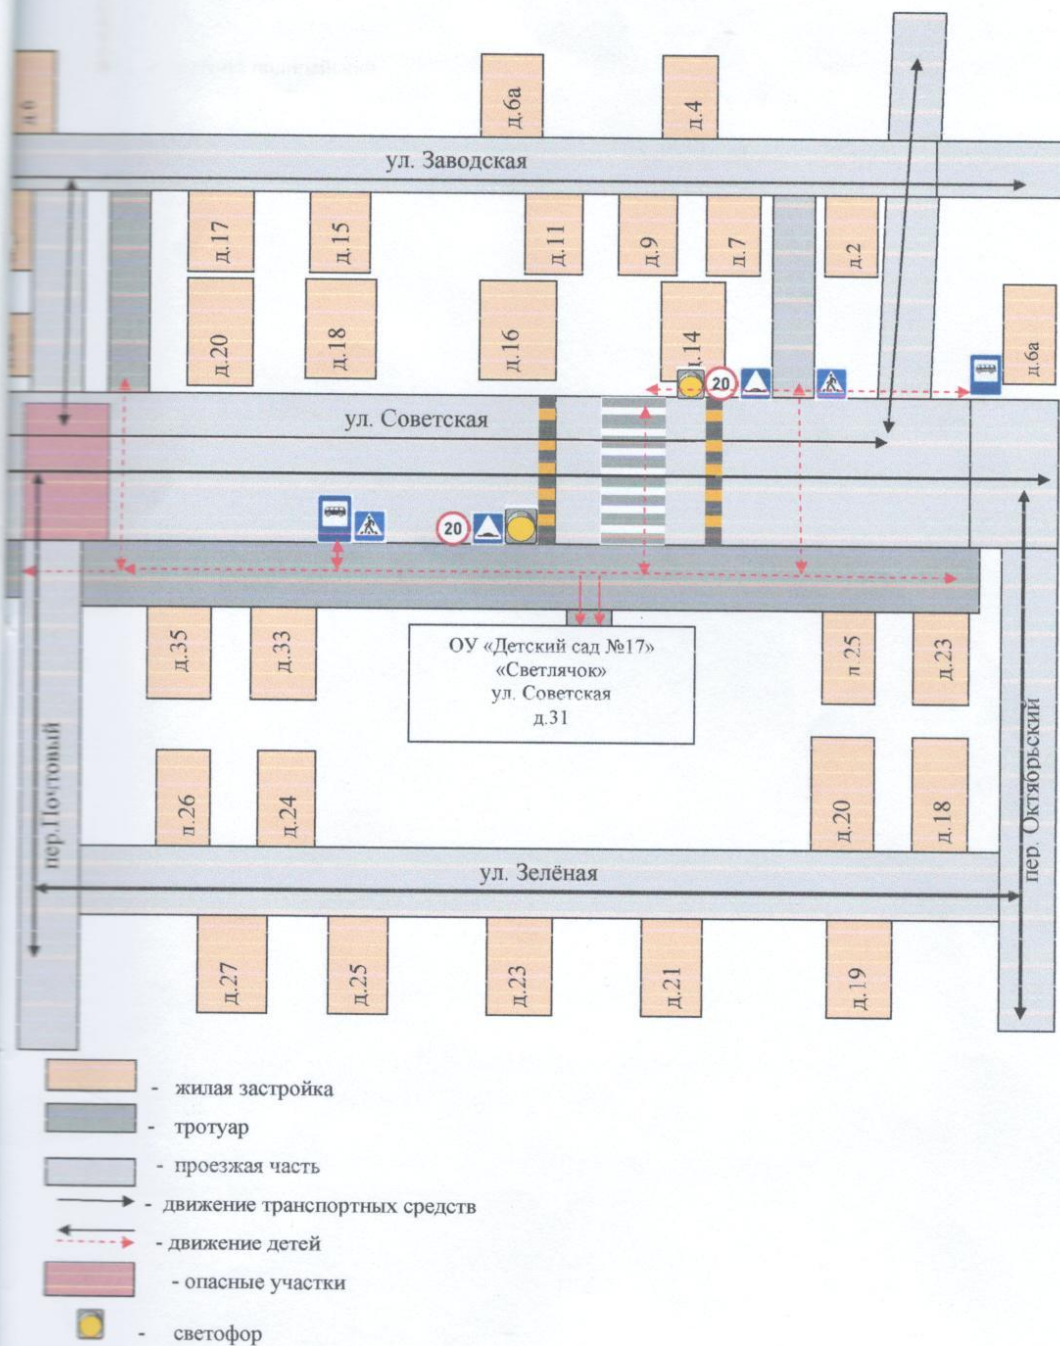 д.6
д.6а
д.4
ул. Заводская
д.17
д.15
д.11
д.9
д.7
д.2
д.20
д.18
д.16
д.14
д.6а
20
ул. Советская
20
д.35
д.33
ОУ «Детский сад №17»
«Светлячок»
ул. Советская
д.31
л 25
д.23
пер.Почтовый
л.26
д.24
д.20
д.18
пер. Октябрьский
ул. Зелёная
д.27
д.25
д.23
д.21
д.19
- жилая застройка
- тротуар
- проезжая часть
- движение транспортных средств
- движение детей
- опасные участки
- светофор